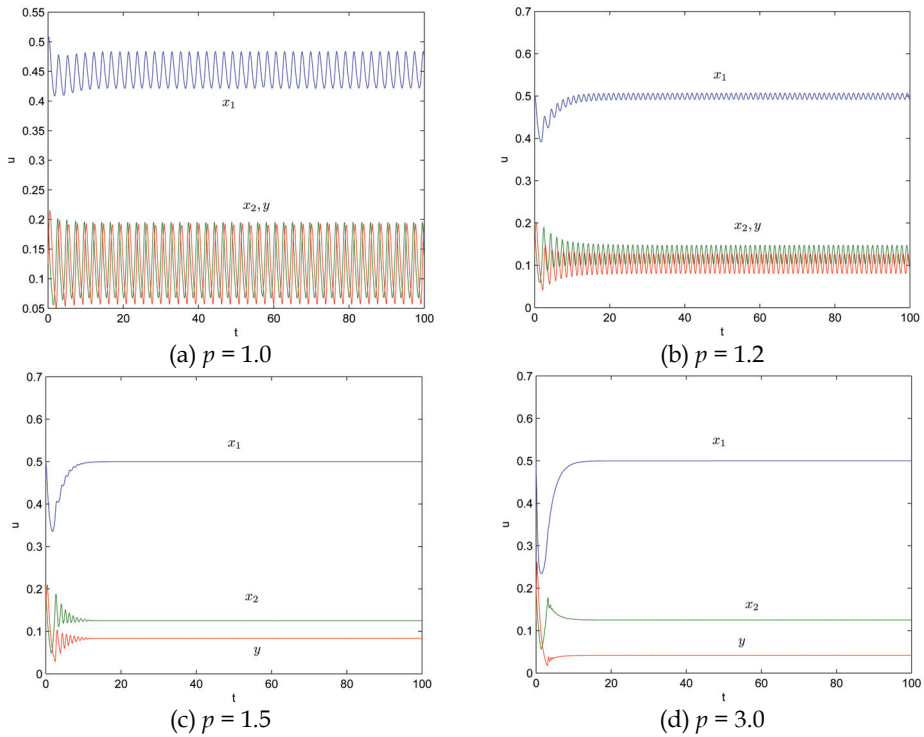 0.55
0.5
0.45
0.4
0.35
0.3
0.25
0.2
0.15
0.1
0.05
u
x₁
x₂, y
0 20 40 60 80 100
t
(a) p = 1.0
0.7
0.6
0.5
0.4
0.3
0.2
0.1
0
u
x₁
x₂, y
0 20 40 60 80 100
t
(b) p = 1.2
0.7
0.6
0.5
0.4
0.3
0.2
0.1
0
u
x₁
x₂
y
0 20 40 60 80 100
t
(c) p = 1.5
0.7
0.6
0.5
0.4
0.3
0.2
0.1
0
u
x₁
x₂
y
0 20 40 60 80 100
t
(d) p = 3.0